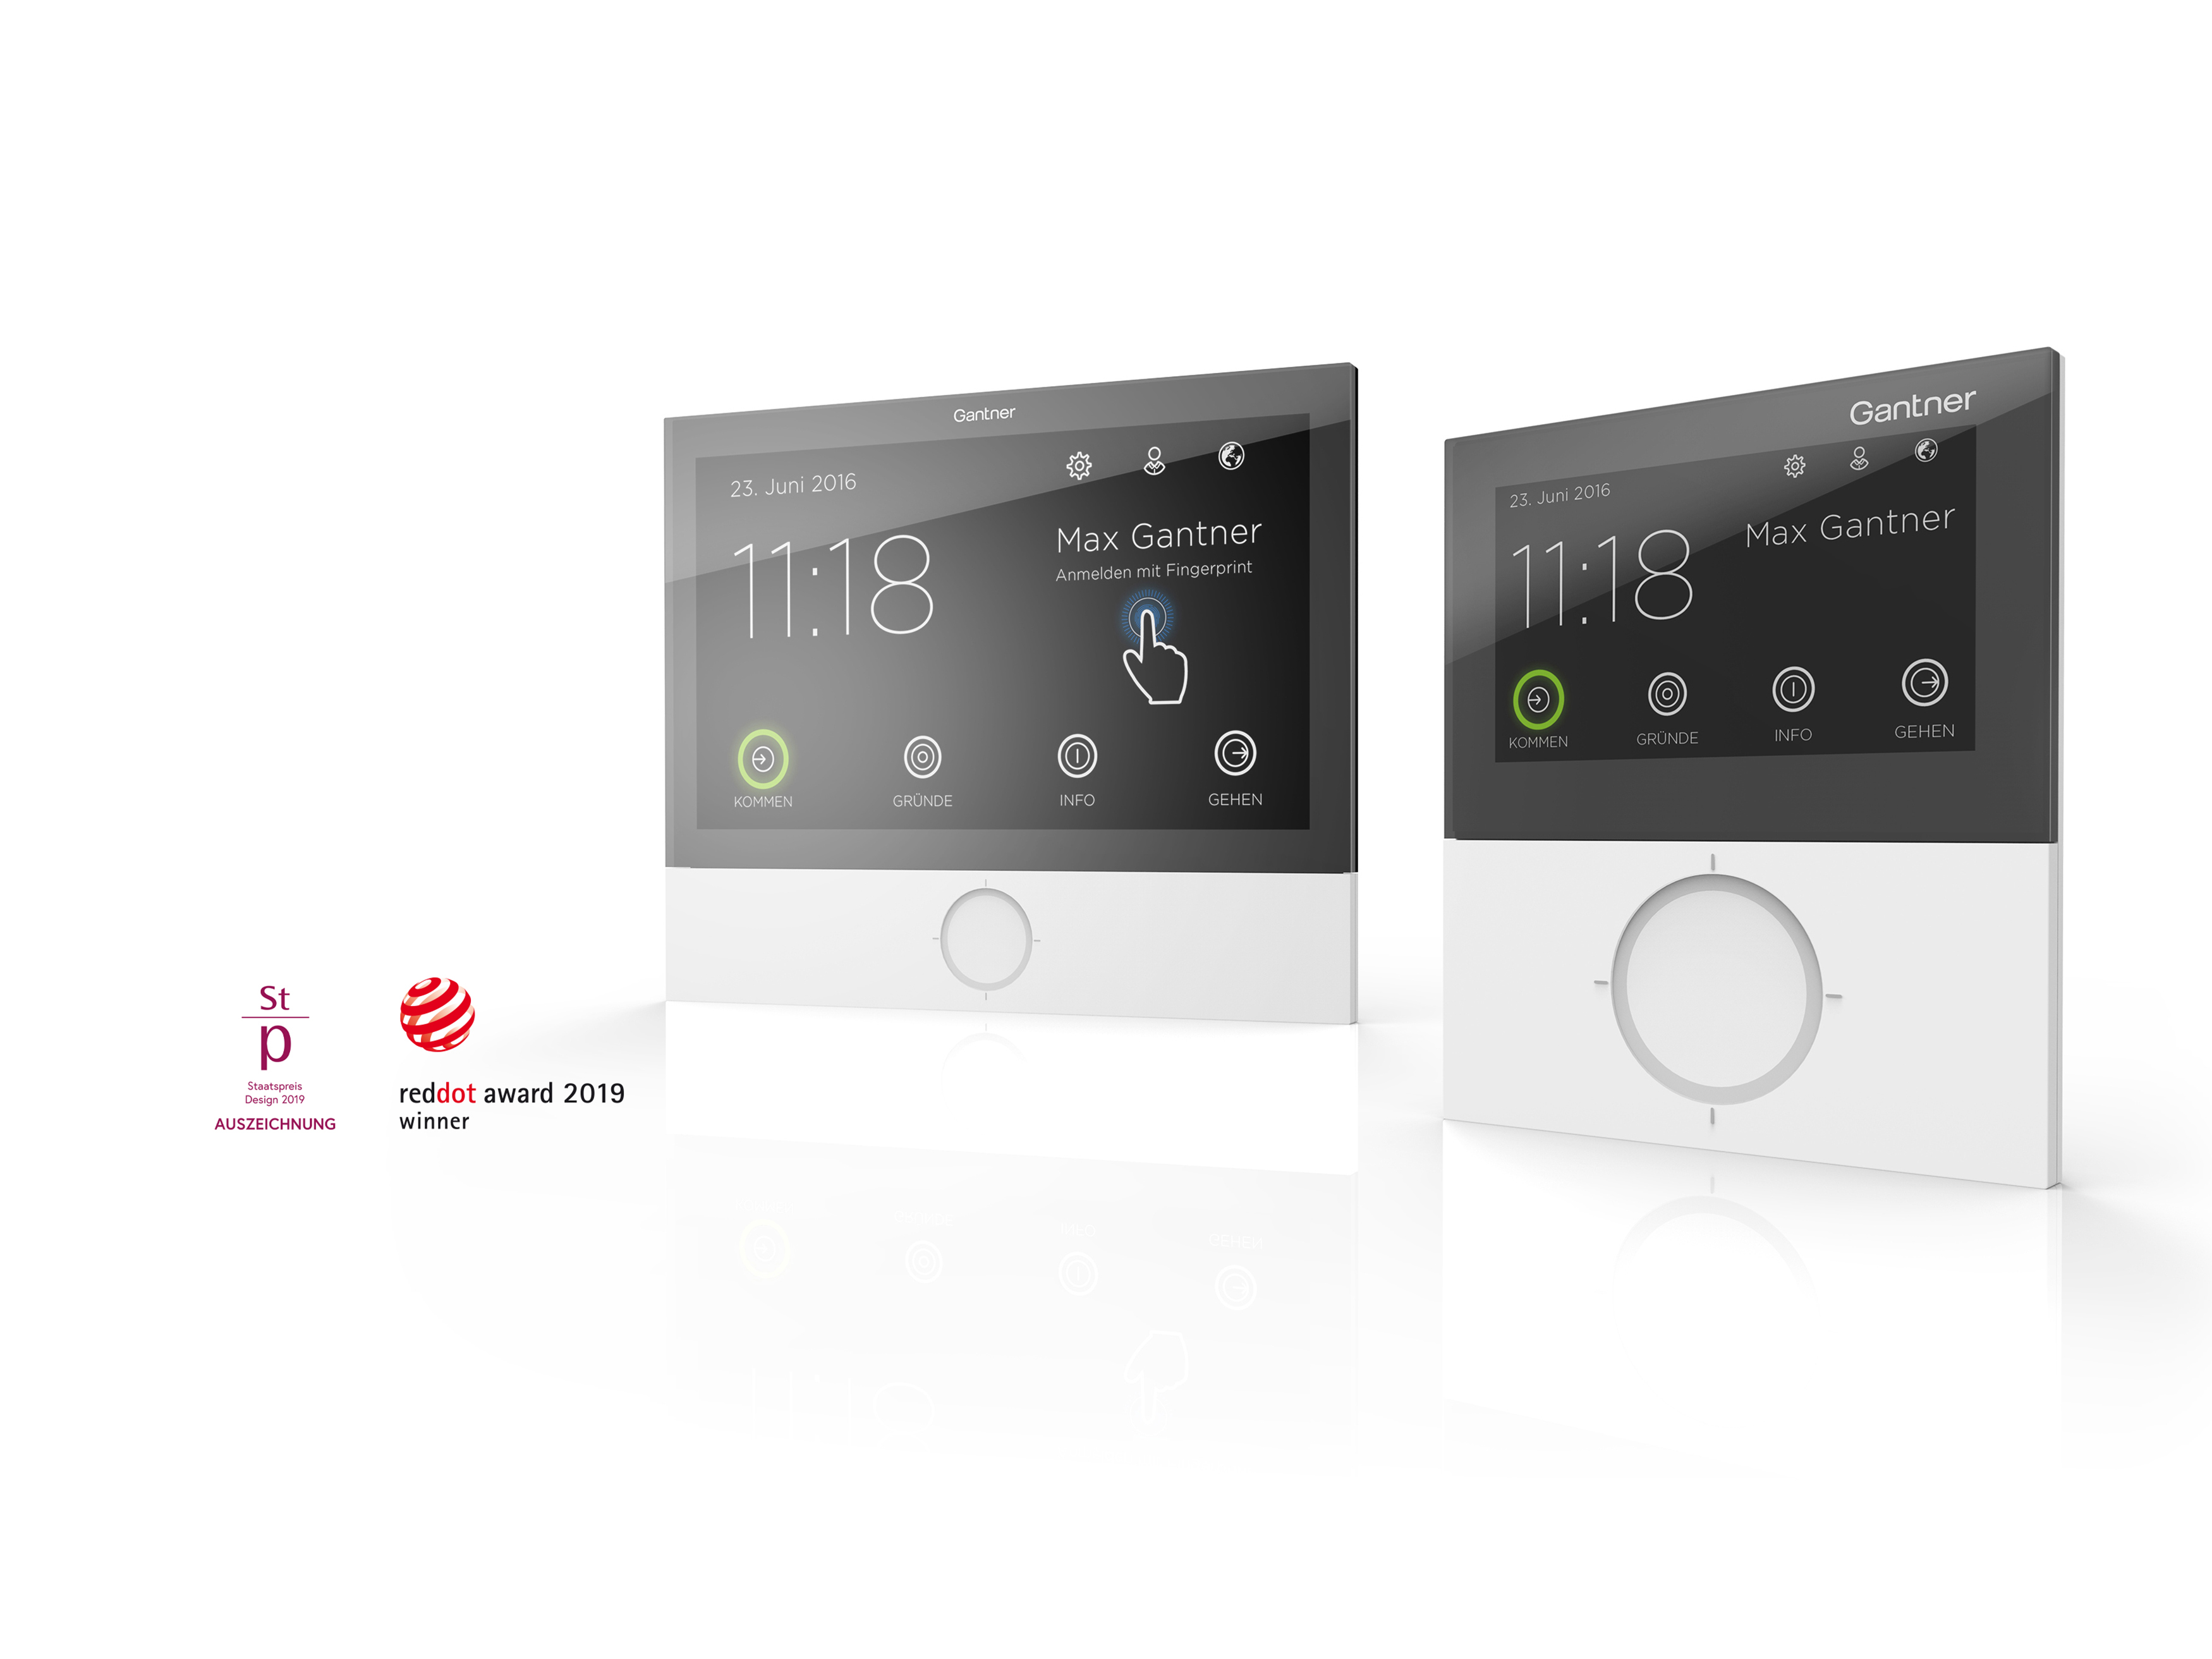 Gantner
23. Juni 2016
11:18
Max Gantner
Anmelden mit Fingerprint
KOMMEN
GRÜNDE
INFO
GEHEN
Gantner
23. Juni 2016
11:18
Max Gantner
KOMMEN
GRÜNDE
INFO
GEHEN
St
p
Staatspreis
Design 2019
AUSZEICHNUNG
reddot award 2019
winner